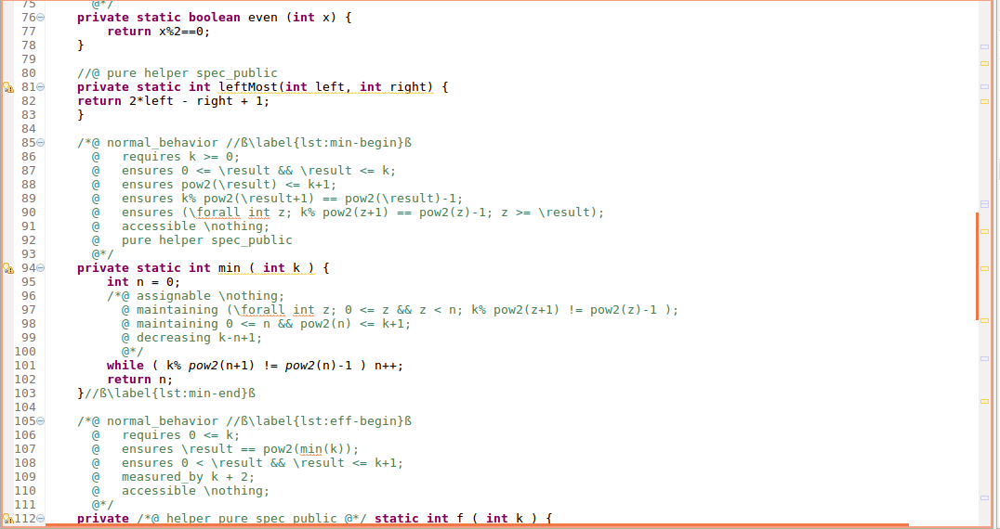 75 @*/
76 private static boolean even (int x) {
77 return x%2==0;
78 }
79
80 //@ pure helper spec_public
81 private static int leftMost(int left, int right) {
82 return 2*left - right + 1;
83 }
84
85 /*@ normal_behavior //ß\label{lst:min-begin}ß
86 @ requires k >= 0;
87 @ ensures 0 <= \result && \result <= k;
88 @ ensures pow2(\result) <= k+1;
89 @ ensures k% pow2(\result+1) == pow2(\result)-1;
90 @ ensures (\forall int z; k% pow2(z+1) == pow2(z)-1; z >= \result);
91 @ accessible \nothing;
92 @ pure helper spec_public
93 @*/
94 private static int min ( int k ) {
95 int n = 0;
96 /*@ assignable \nothing;
97 @ maintaining (\forall int z; 0 <= z && z < n; k% pow2(z+1) != pow2(z)-1 );
98 @ maintaining 0 <= n && pow2(n) <= k+1;
99 @ decreasing k-n+1;
100 @*/
101 while ( k% pow2(n+1) != pow2(n)-1 ) n++;
102 return n;
103 }//ß\label{lst:min-end}ß
104
105 /*@ normal_behavior //ß\label{lst:eff-begin}ß
106 @ requires 0 <= k;
107 @ ensures \result == pow2(min(k));
108 @ ensures 0 < \result && \result <= k+1;
109 @ measured_by k + 2;
110 @ accessible \nothing;
111 @*/
112 private /*@ helper pure spec_public @*/ static int f ( int k ) {